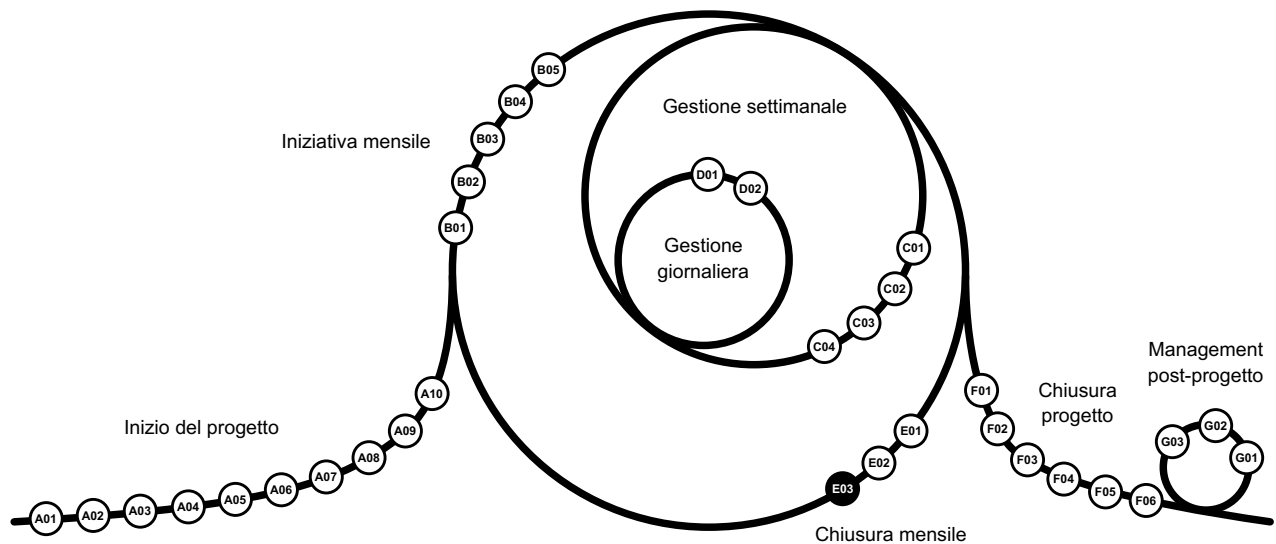 B05
B04
B03
B02
B01
Iniziativa mensile
Gestione settimanale
D01
D02
Gestione
giornaliera
C01
C02
C03
C04
A10
A09
A08
A07
A06
A05
A04
A03
A02
A01
Inizio del progetto
E01
E02
E03
Chiusura mensile
F01
F02
F03
F04
F05
F06
Chiusura
progetto
Management
post-progetto
G03
G02
G01